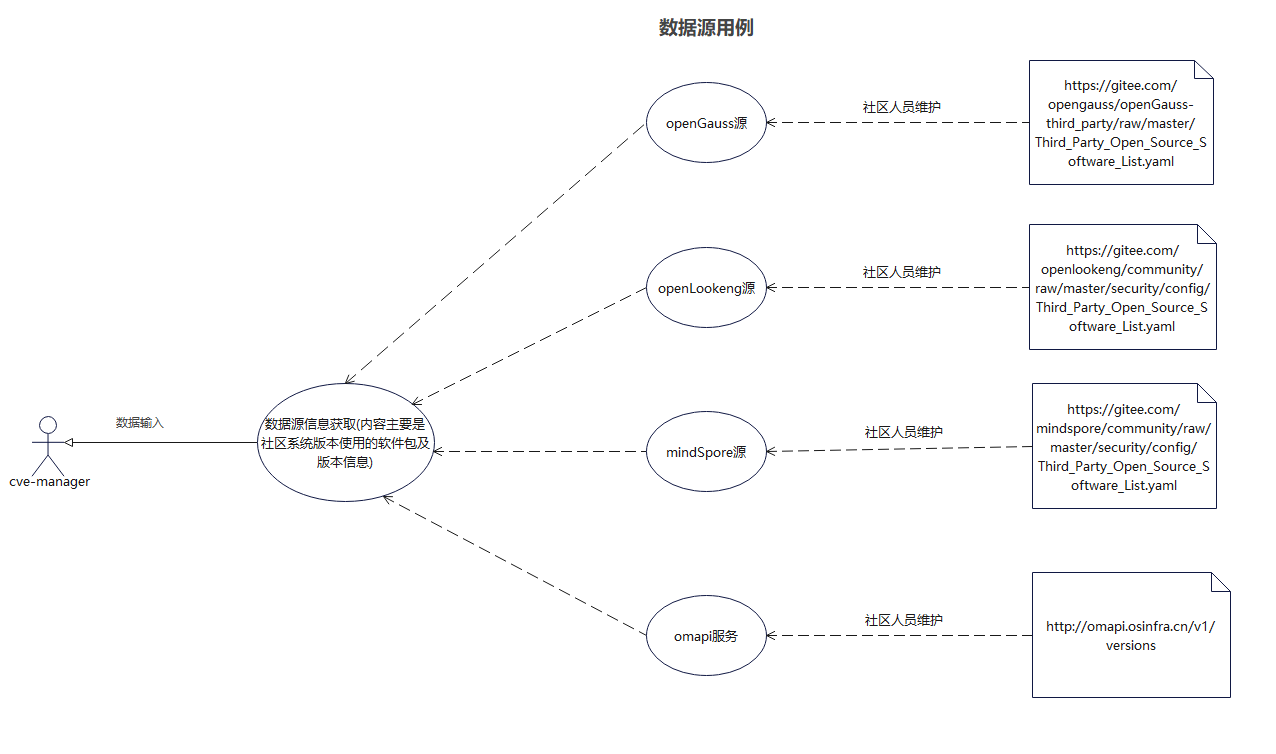 数据源用例
https://gitee.com/
opengauss/openGauss-
third_party/raw/master/
Third_Party_Open_Source_S
oftware_List.yaml
社区人员维护
openGauss源
https://gitee.com/
openlookeng/community/
raw/master/security/config/
Third_Party_Open_Source_S
oftware_List.yaml
社区人员维护
openLookeng源
https://gitee.com/
mindspore/community/raw/
master/security/config/
Third_Party_Open_Source_S
oftware_List.yaml
社区人员维护
mindSpore源
数据源信息获取(内容主要是
社区系统版本使用的软件包及
版本信息)
数据输入
cve-manager
社区人员维护
omapi服务
http://omapi.osinfra.cn/v1/
versions